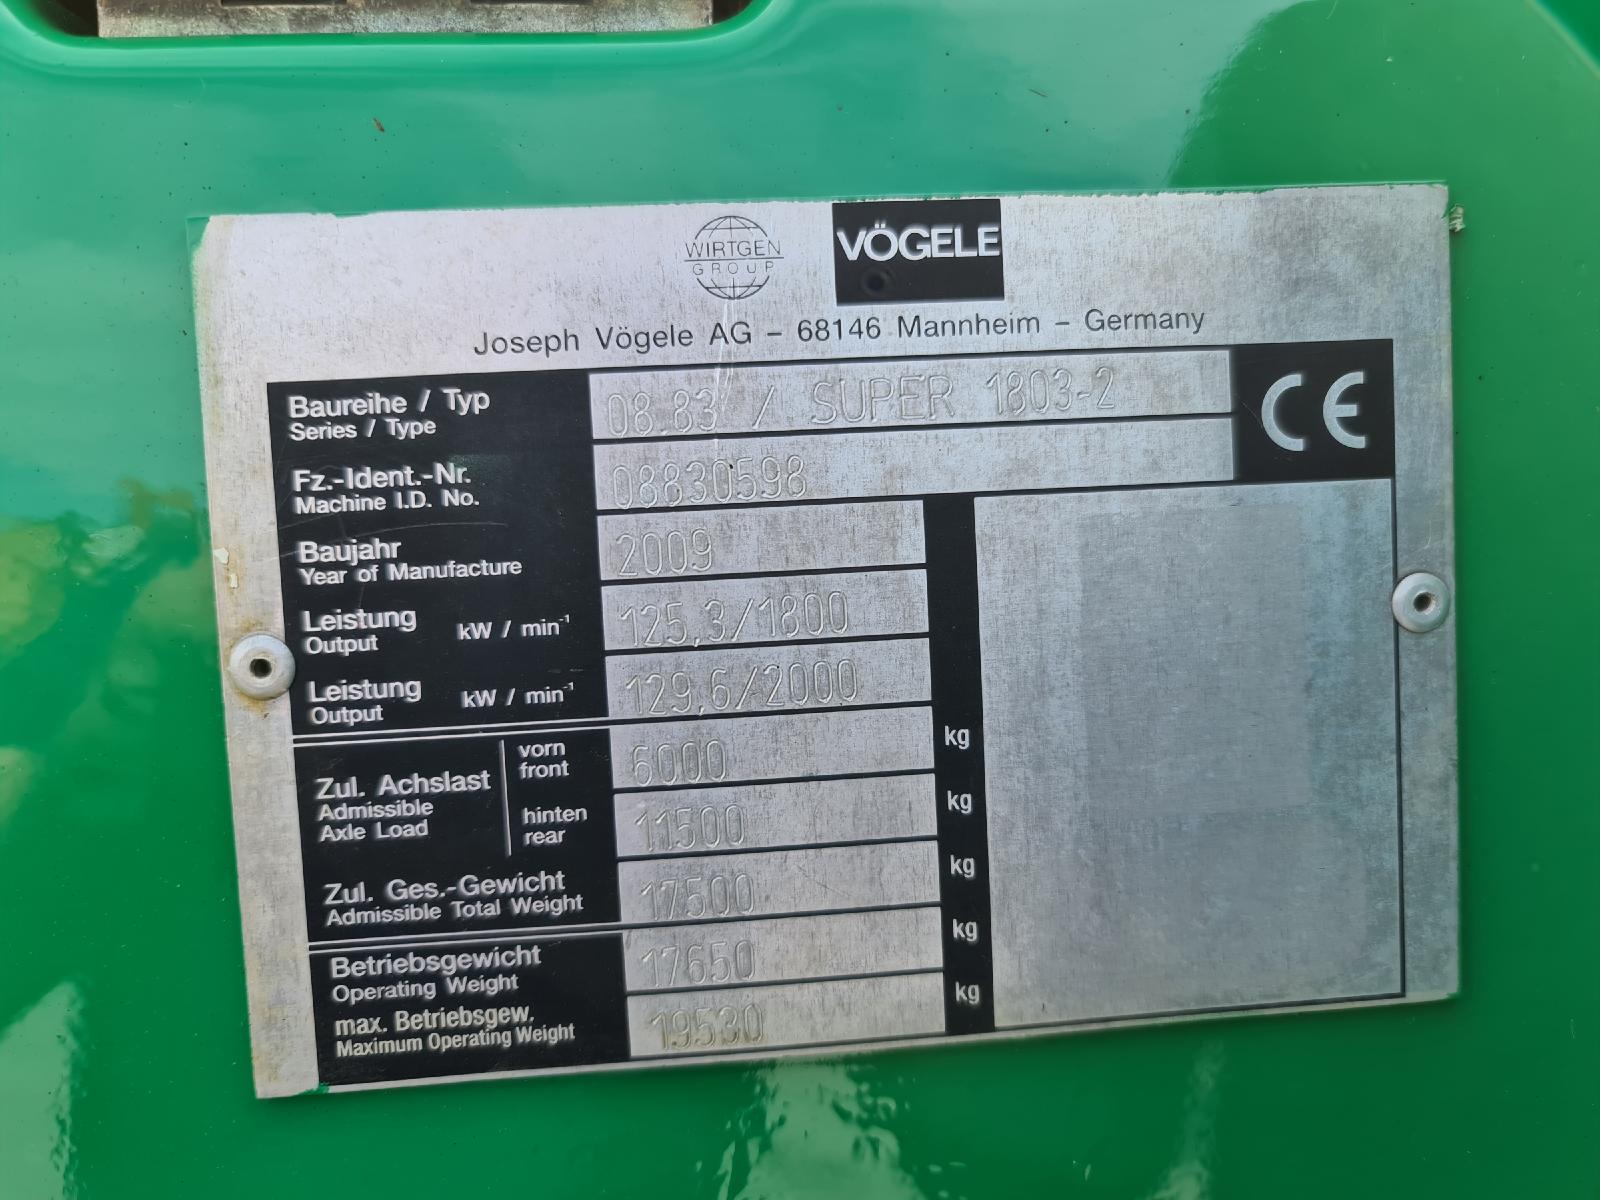 WIRTGEN
GROUP
VÖGELE
Joseph Vögele AG – 68146 Mannheim – Germany
Baureihe / Typ
Series / Type
08.83 / SUPER 1803-2
CE
Fz.-Ident.-Nr.
Machine I.D. No.
08830598
Baujahr
Year of Manufacture
2009
Leistung
Output
kW / min⁻¹
125,3/1800
Leistung
Output
kW / min⁻¹
129,6/2000
Zul. Achslast
Admissible
Axle Load
vorn
front
6000
kg
hinten
rear
11500
kg
Zul. Ges.-Gewicht
Admissible Total Weight
17500
kg
Betriebsgewicht
Operating Weight
17650
kg
max. Betriebsgew.
Maximum Operating Weight
19530
kg